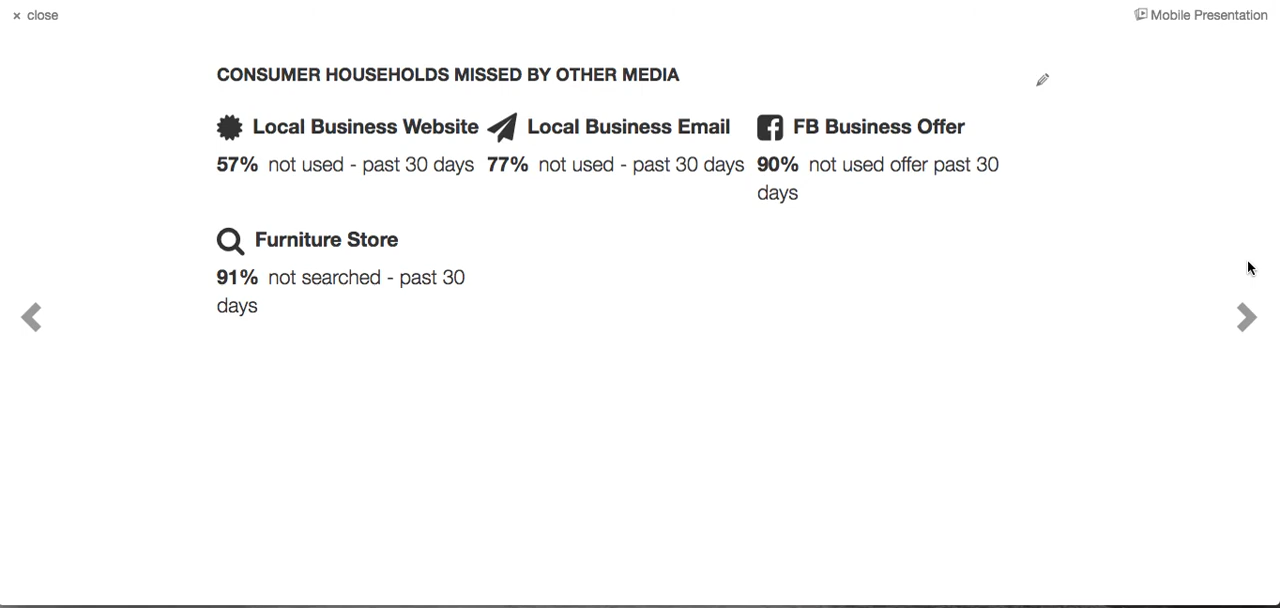 × close
Mobile Presentation
CONSUMER HOUSEHOLDS MISSED BY OTHER MEDIA
Local Business Website
57% not used - past 30 days
Local Business Email
77% not used - past 30 days
FB Business Offer
90% not used offer past 30
days
Furniture Store
91% not searched - past 30
days